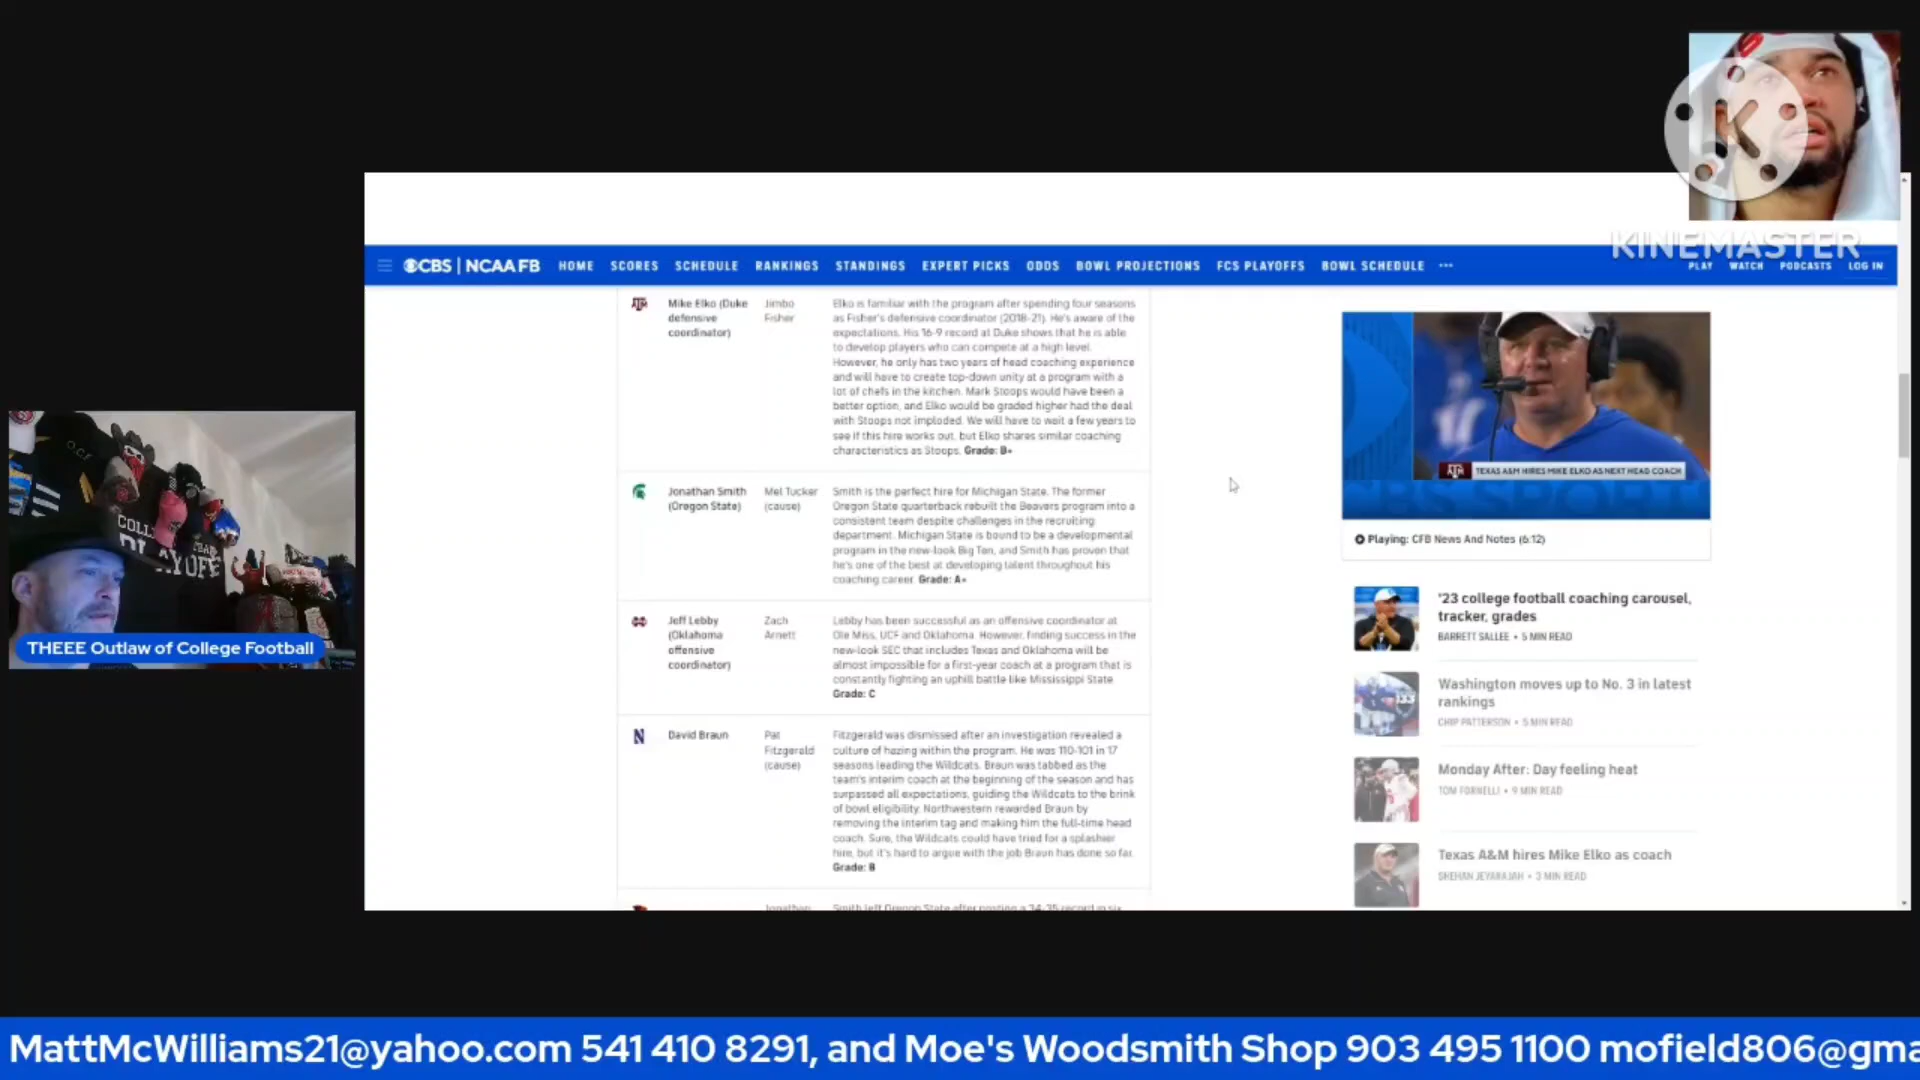 KINEMASTER
CBS | NCAA FB HOME SCORES SCHEDULE RANKINGS STANDINGS EXPERT PICKS ODDS BOWL PROJECTIONS FCS PLAYOFFS BOWL SCHEDULE ... PLAY WATCH PODCASTS LOG IN
Mike Elko (Duke
defensive
coordinator)
Jimbo
Fisher
Elko is familiar with the program after spending four seasons
as Fisher's defensive coordinator (2018-21). He's aware of the
expectations. His 16-9 record at Duke shows that he is able
to develop players who can compete at a high level.
However, he only has two years of head coaching experience
and will have to create top-down unity at a program with a
lot of chefs in the kitchen. Mark Stoops would have been a
better option, and Elko would be graded higher had the deal
with Stoops not imploded. We will have to wait a few years to
see if this hire works out, but Elko shares similar coaching
characteristics as Stoops. Grade: B+
Jonathan Smith
(Oregon State)
Mel Tucker
(cause)
Smith is the perfect hire for Michigan State. The former
Oregon State quarterback rebuilt the Beavers program into a
consistent team despite challenges in the recruiting
department. Michigan State is bound to be a developmental
program in the new-look Big Ten, and Smith has proven that
he's one of the best at developing talent throughout his
coaching career. Grade: A+
Jeff Lebby
(Oklahoma
offensive
coordinator)
Zach
Arnett
Lebby has been successful as an offensive coordinator at
Ole Miss, UCF and Oklahoma. However, finding success in the
new-look SEC that includes Texas and Oklahoma will be
almost impossible for a first-year coach at a program that is
constantly fighting an uphill battle like Mississippi State
Grade: C
David Braun
Pat
Fitzgerald
(cause)
Fitzgerald was dismissed after an investigation revealed a
culture of hazing within the program. He was 110-101 in 17
seasons leading the Wildcats. Braun was tabbed as the
team's interim coach at the beginning of the season and has
surpassed all expectations, guiding the Wildcats to the brink
of bowl eligibility. Northwestern rewarded Braun by
removing the interim tag and making him the full-time head
coach. Sure, the Wildcats could have tried for a splashier
hire, but it's hard to argue with the job Braun has done so far.
Grade: B
Jonathan
Smith left Oregon State after posting a 34-35 record in six
TEXAS A&M HIRES MIKE ELKO AS NEXT HEAD COACH
CBS SPORTS
Playing: CFB News And Notes (6:12)
'23 college football coaching carousel,
tracker, grades
BARRETT SALLEE • 5 MIN READ
Washington moves up to No. 3 in latest
rankings
CHIP PATTERSON • 5 MIN READ
Monday After: Day feeling heat
TOM FORNELLI • 9 MIN READ
Texas A&M hires Mike Elko as coach
SHEHAN JEYARAJAH • 3 MIN READ
THEEE Outlaw of College Football
MattMcWilliams21@yahoo.com 541 410 8291, and Moe's Woodsmith Shop 903 495 1100 mofield806@gma